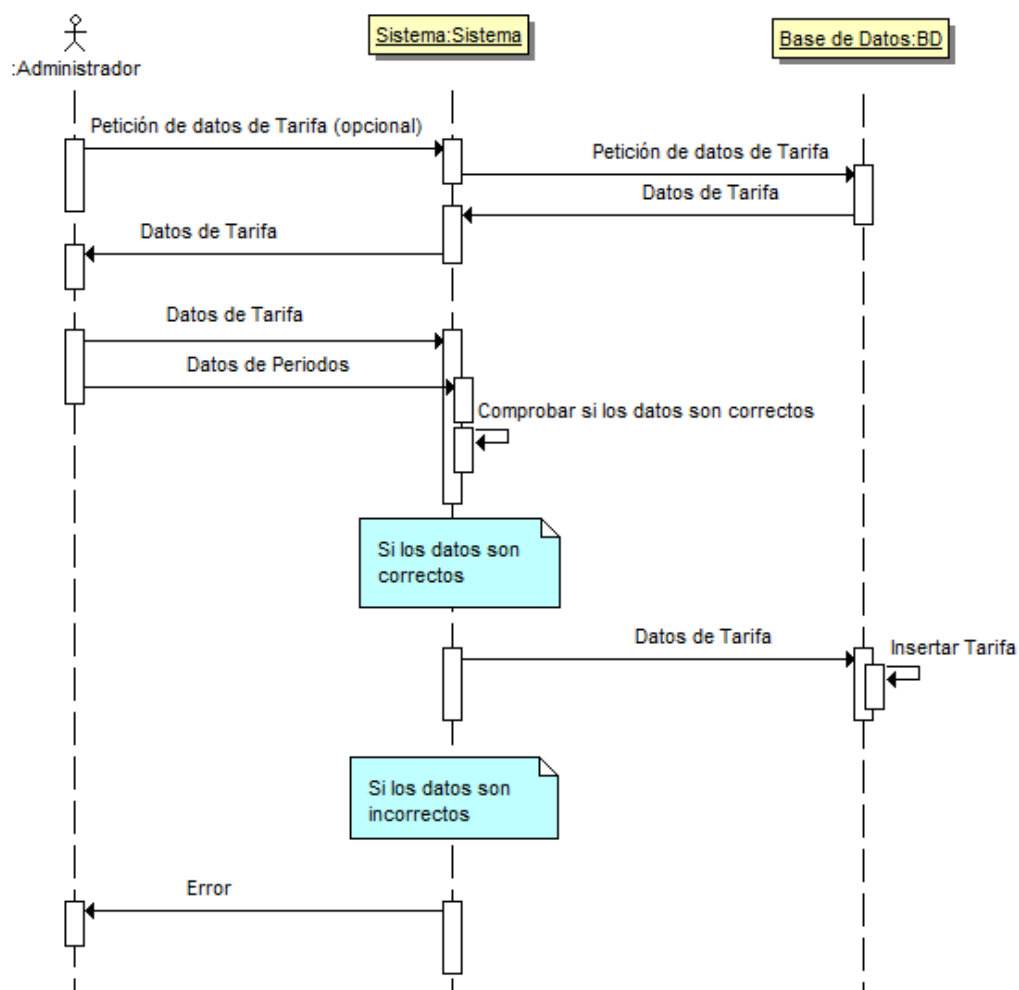 Sistema:Sistema
Base de Datos:BD
:Administrador
Petición de datos de Tarifa (opcional)
Petición de datos de Tarifa
Datos de Tarifa
Datos de Tarifa
Datos de Tarifa
Datos de Periodos
Comprobar si los datos son correctos
Si los datos son
correctos
Datos de Tarifa
Insertar Tarifa
Si los datos son
incorrectos
Error